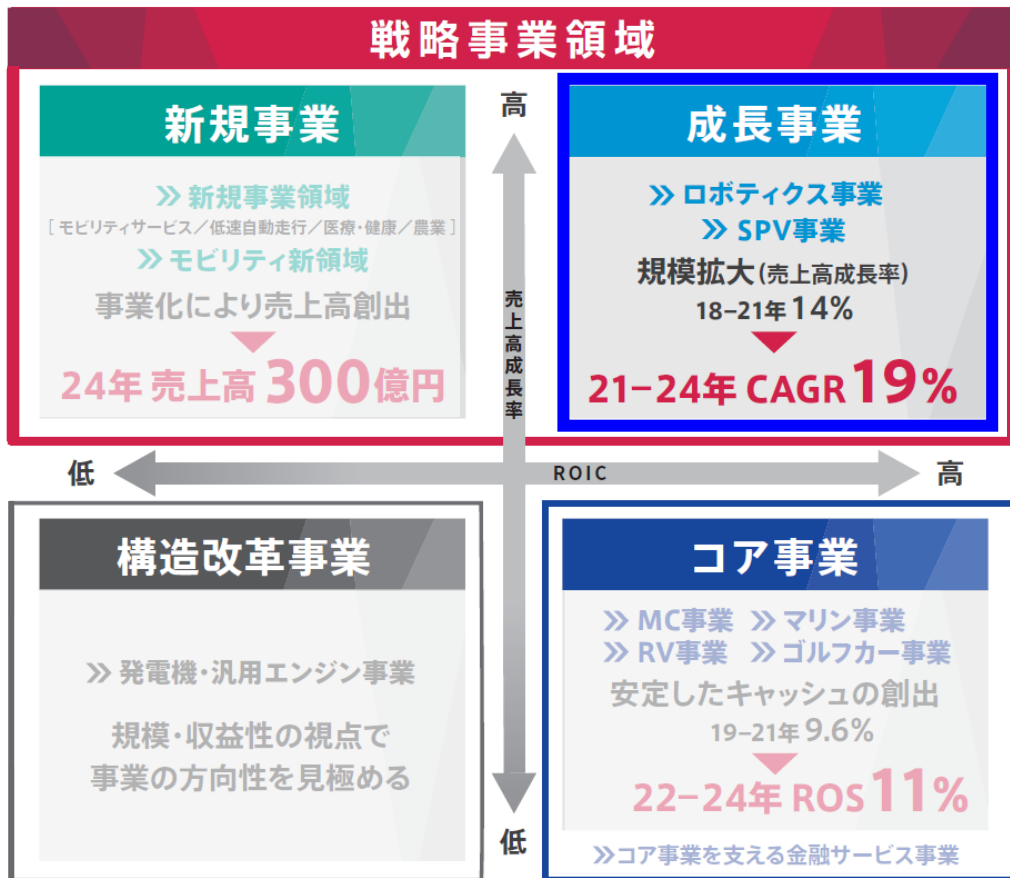 戦略事業領域
新規事業
≫ 新規事業領域
[ モビリティサービス／低速自動走行／医療・健康／農業 ]
≫ モビリティ新領域
事業化により売上高創出
24年 売上高 300億円
高
売上高成長率
成長事業
≫ ロボティクス事業
≫ SPV事業
規模拡大(売上高成長率)
18−21年 14%
21−24年 CAGR 19%
低
ROIC
高
構造改革事業
≫ 発電機・汎用エンジン事業
規模・収益性の視点で
事業の方向性を見極める
低
コア事業
≫ MC事業 ≫ マリン事業
≫ RV事業 ≫ ゴルフカー事業
安定したキャッシュの創出
19−21年 9.6%
22−24年 ROS 11%
≫コア事業を支える金融サービス事業